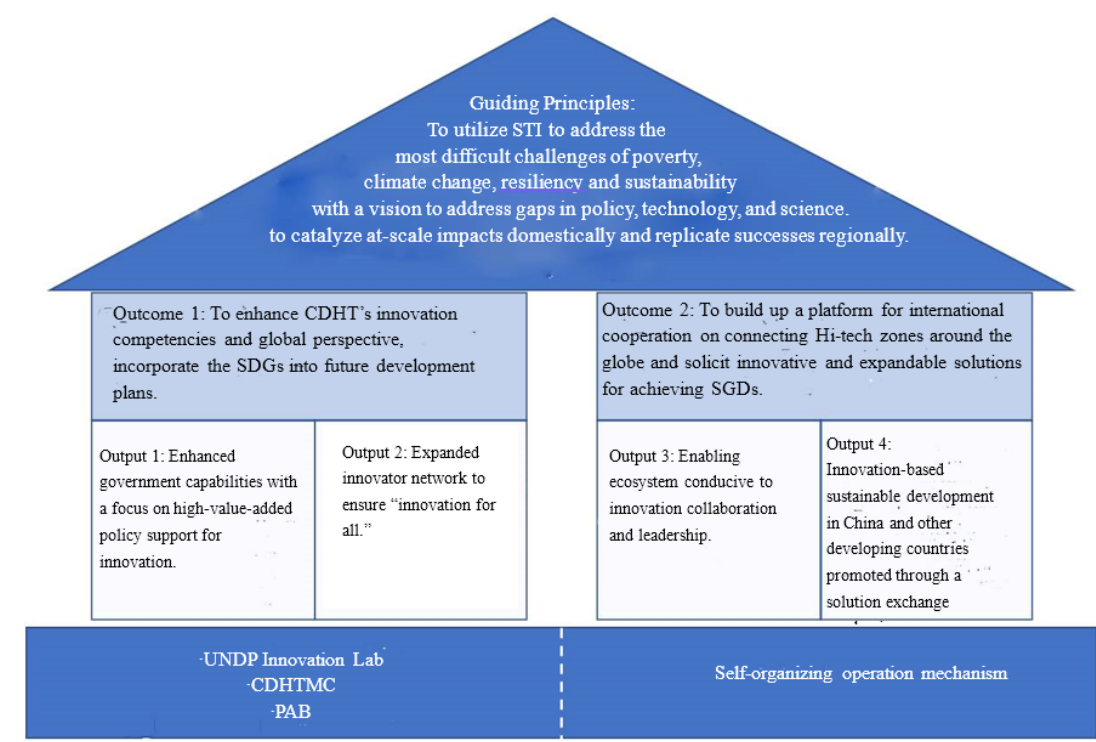 Guiding Principles:
To utilize STI to address the
most difficult challenges of poverty,
climate change, resiliency and sustainability
with a vision to address gaps in policy, technology, and science.
to catalyze at-scale impacts domestically and replicate successes regionally.
Outcome 1: To enhance CDHT's innovation
competencies and global perspective,
incorporate the SDGs into future development
plans.
Outcome 2: To build up a platform for international
cooperation on connecting Hi-tech zones around the
globe and solicit innovative and expandable solutions
for achieving SGDs.
Output 1: Enhanced
government capabilities with
a focus on high-value-added
policy support for
innovation.
Output 2: Expanded
innovator network to
ensure “innovation for
all.”
Output 3: Enabling
ecosystem conducive to
innovation collaboration
and leadership.
Output 4:
Innovation-based
sustainable development
in China and other
developing countries
promoted through a
solution exchange
·UNDP Innovation Lab
·CDHTMC
·PAB
Self-organizing operation mechanism